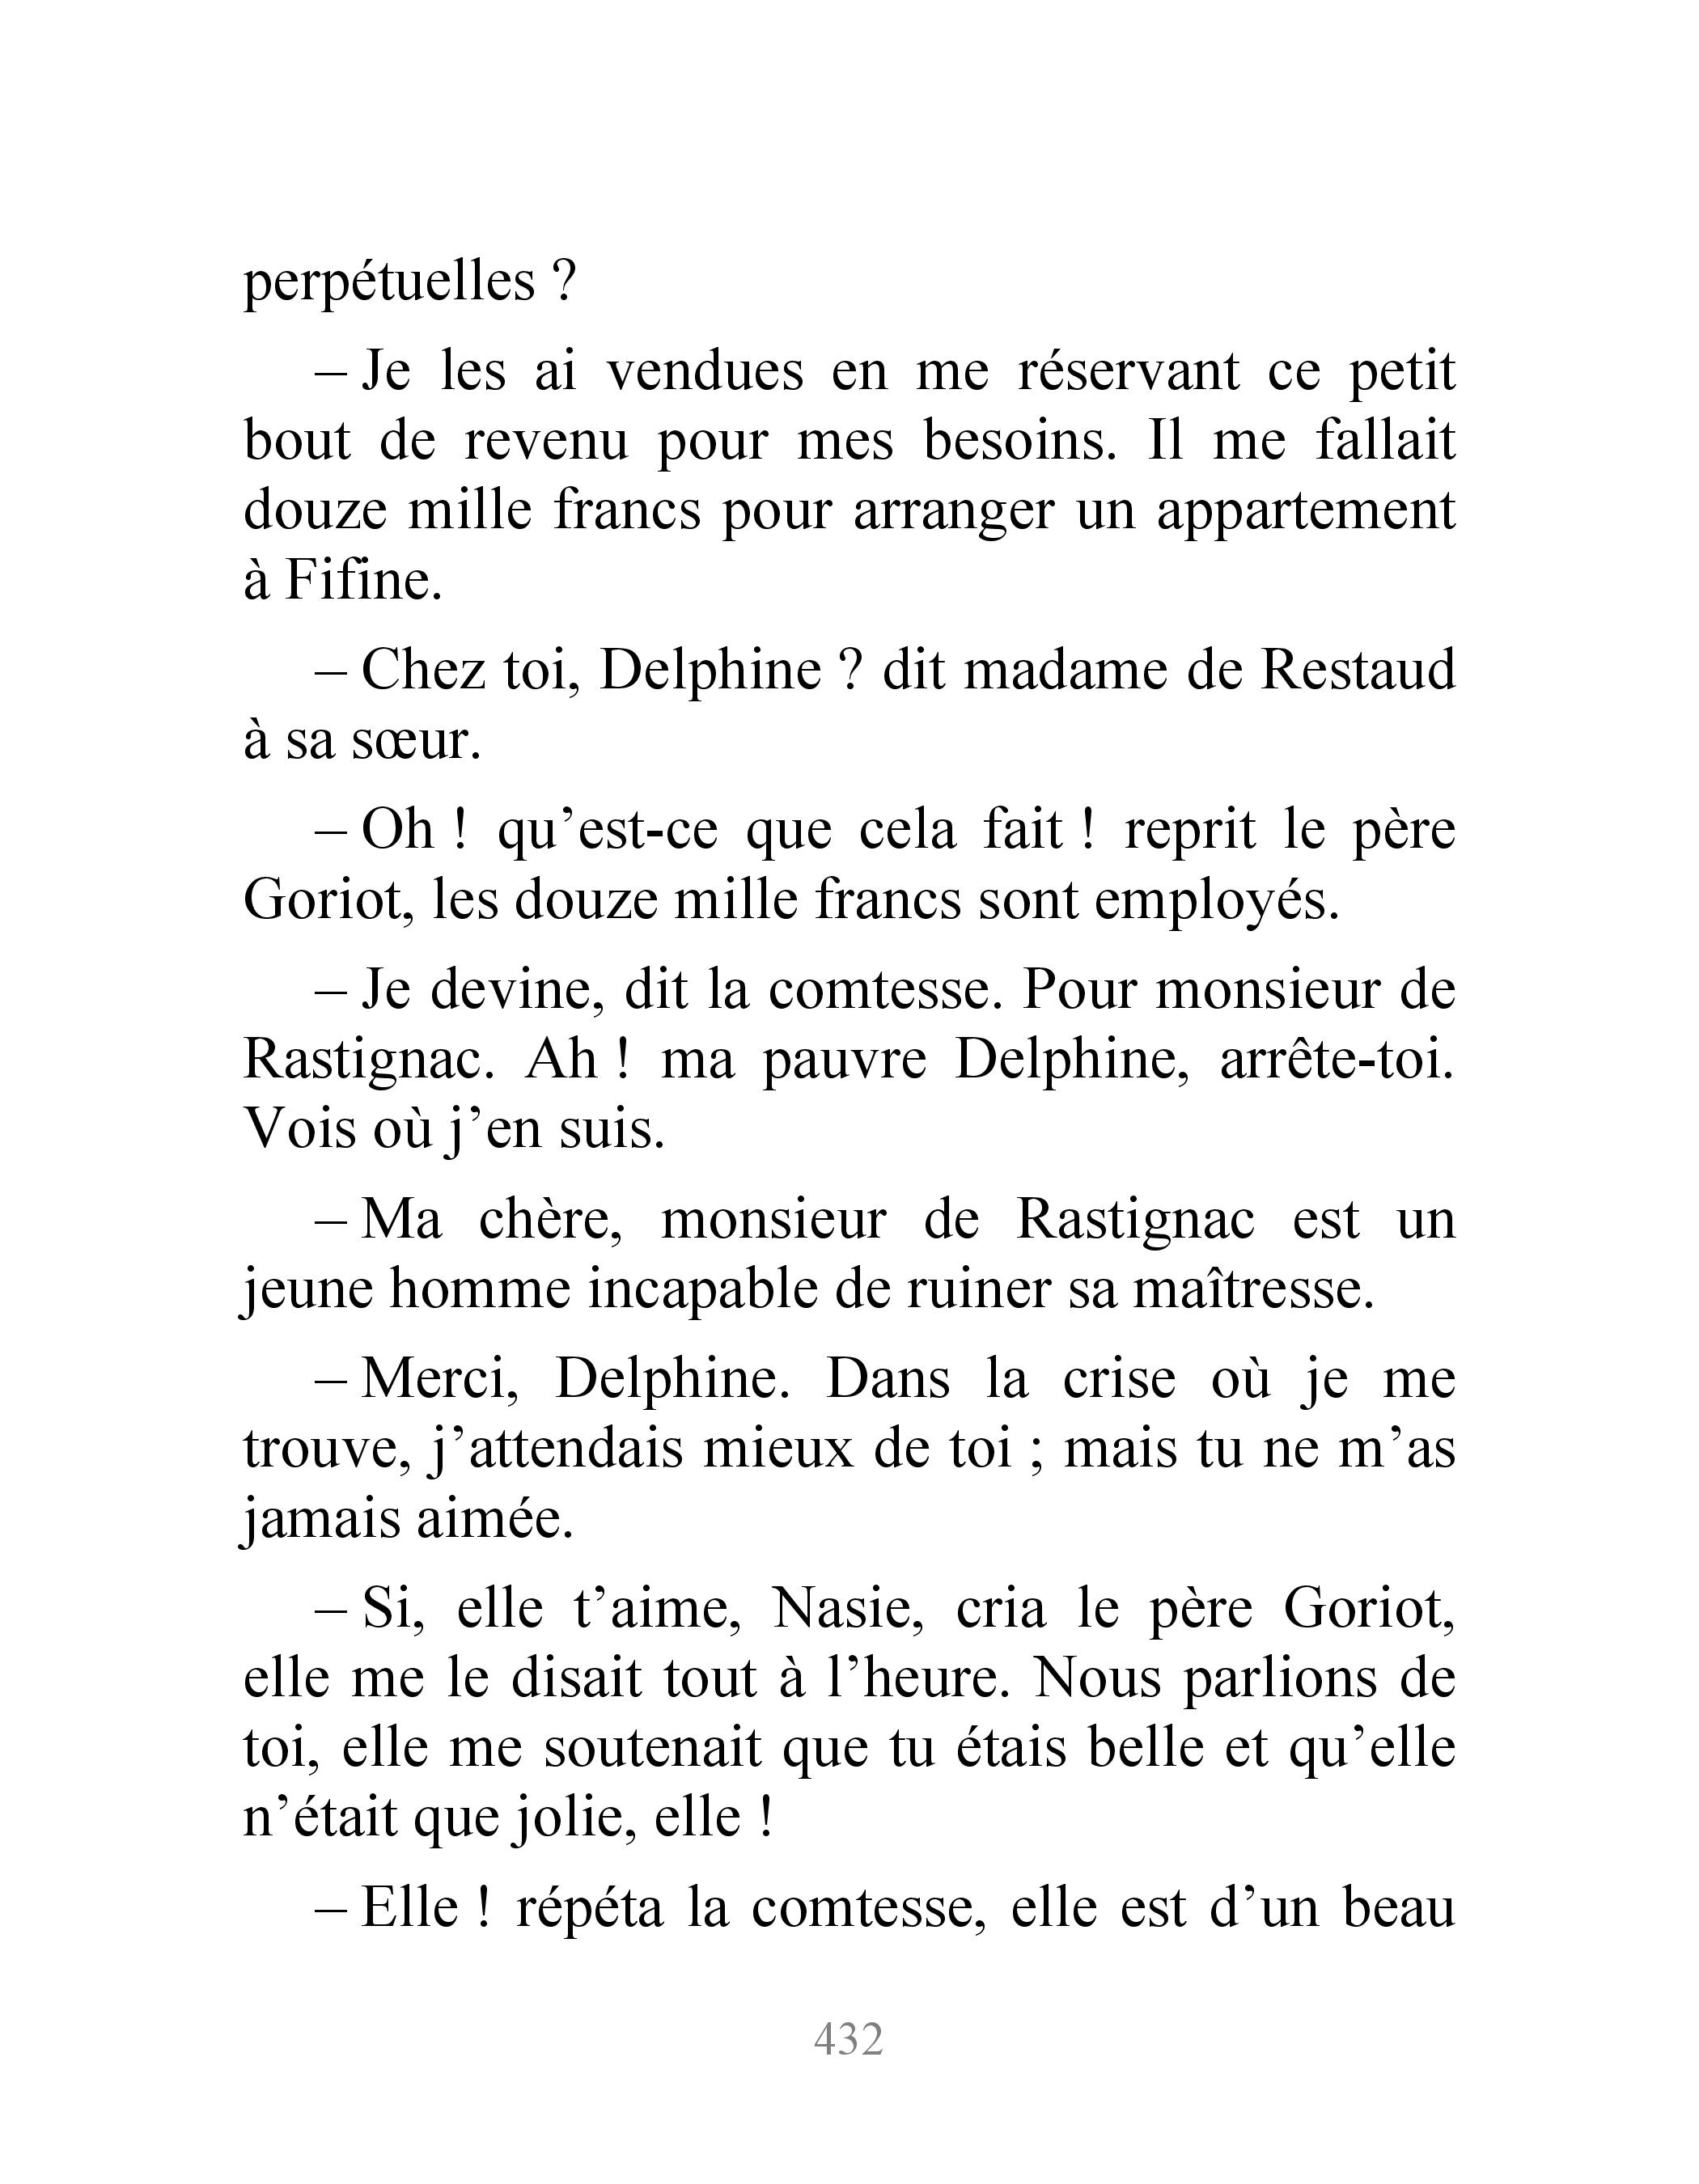 perpétuelles ?
– Je les ai vendues en me réservant ce petit
bout de revenu pour mes besoins. Il me fallait
douze mille francs pour arranger un appartement
à Fifine.
– Chez toi, Delphine ? dit madame de Restaud
à sa sœur.
– Oh ! qu’est-ce que cela fait ! reprit le père
Goriot, les douze mille francs sont employés.
– Je devine, dit la comtesse. Pour monsieur de
Rastignac. Ah ! ma pauvre Delphine, arrête-toi.
Vois où j’en suis.
– Ma chère, monsieur de Rastignac est un
jeune homme incapable de ruiner sa maîtresse.
– Merci, Delphine. Dans la crise où je me
trouve, j’attendais mieux de toi ; mais tu ne m’as
jamais aimée.
– Si, elle t’aime, Nasie, cria le père Goriot,
elle me le disait tout à l’heure. Nous parlions de
toi, elle me soutenait que tu étais belle et qu’elle
n’était que jolie, elle !
– Elle ! répéta la comtesse, elle est d’un beau
432